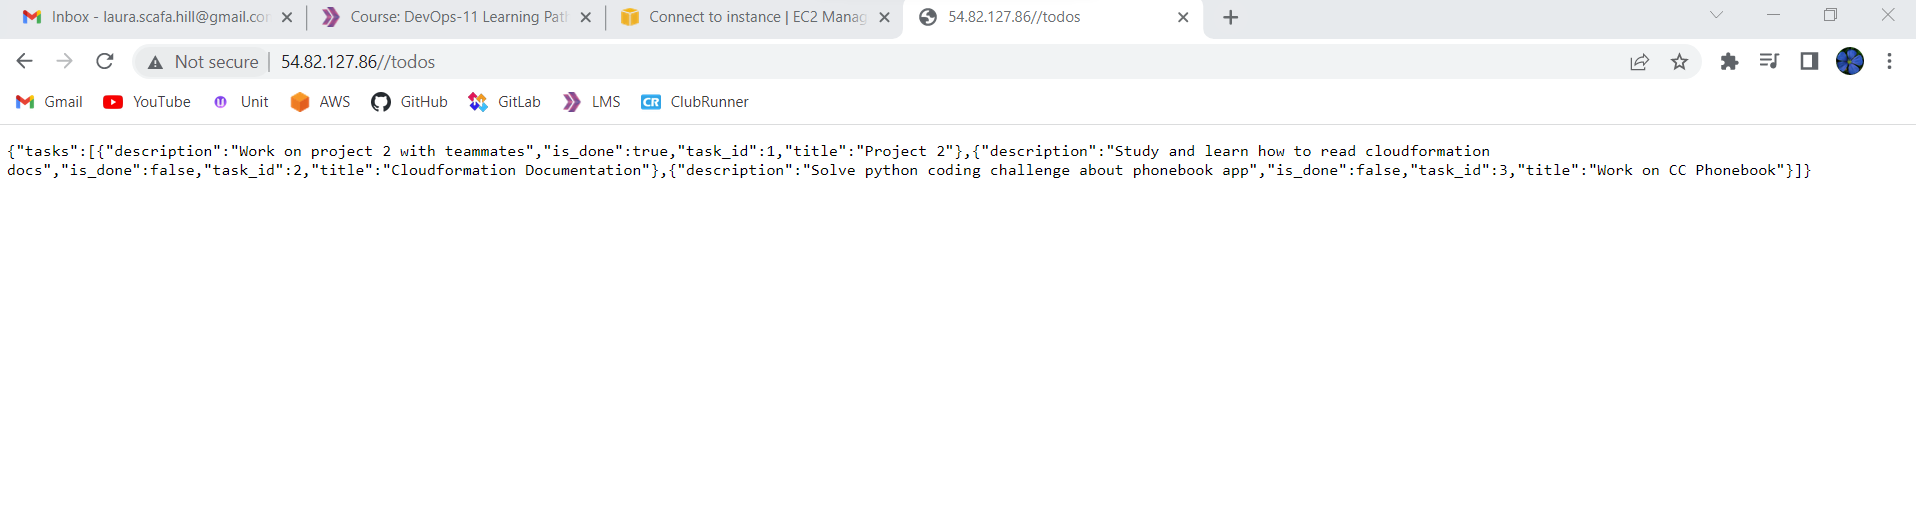 Inbox - laura.scafa.hill@gmail.con
Course: DevOps-11 Learning Pat
Connect to instance | EC2 Manag
54.82.127.86//todos
Not secure
54.82.127.86//todos
Gmail
YouTube
Unit
AWS
GitHub
GitLab
LMS
CR
ClubRunner
{"tasks":[{"description":"Work on project 2 with teammates","is_done":true,"task_id":1,"title":"Project 2"},{"description":"Study and learn how to read cloudformation
docs","is_done":false,"task_id":2,"title":"Cloudformation Documentation"},{"description":"Solve python coding challenge about phonebook app","is_done":false,"task_id":3,"title":"Work on CC Phonebook"}]}